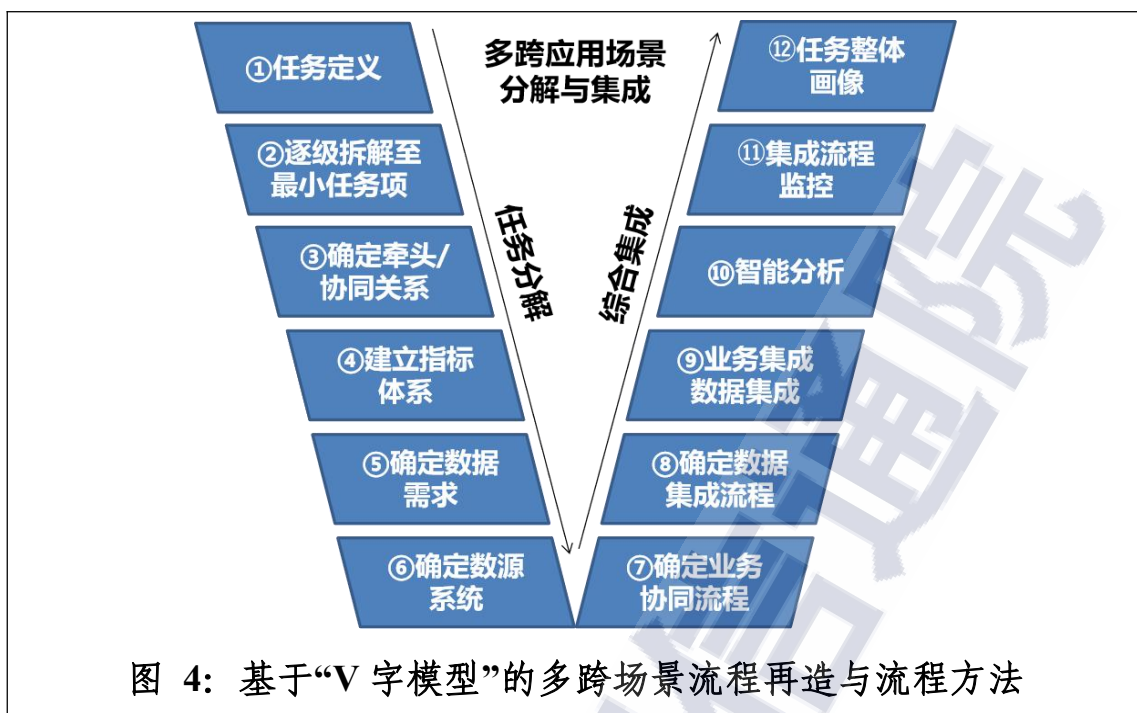 多跨应用场景
分解与集成
①任务定义
②逐级拆解至
最小任务项
③确定牵头/
协同关系
④建立指标
体系
⑤确定数据
需求
⑥确定数源
系统
任务分解
⑦确定业务
协同流程
⑧确定数据
集成流程
⑨业务集成
数据集成
⑩智能分析
⑪集成流程
监控
⑫任务整体
画像
综合集成
信通院
图 4：基于“V 字模型”的多跨场景流程再造与流程方法